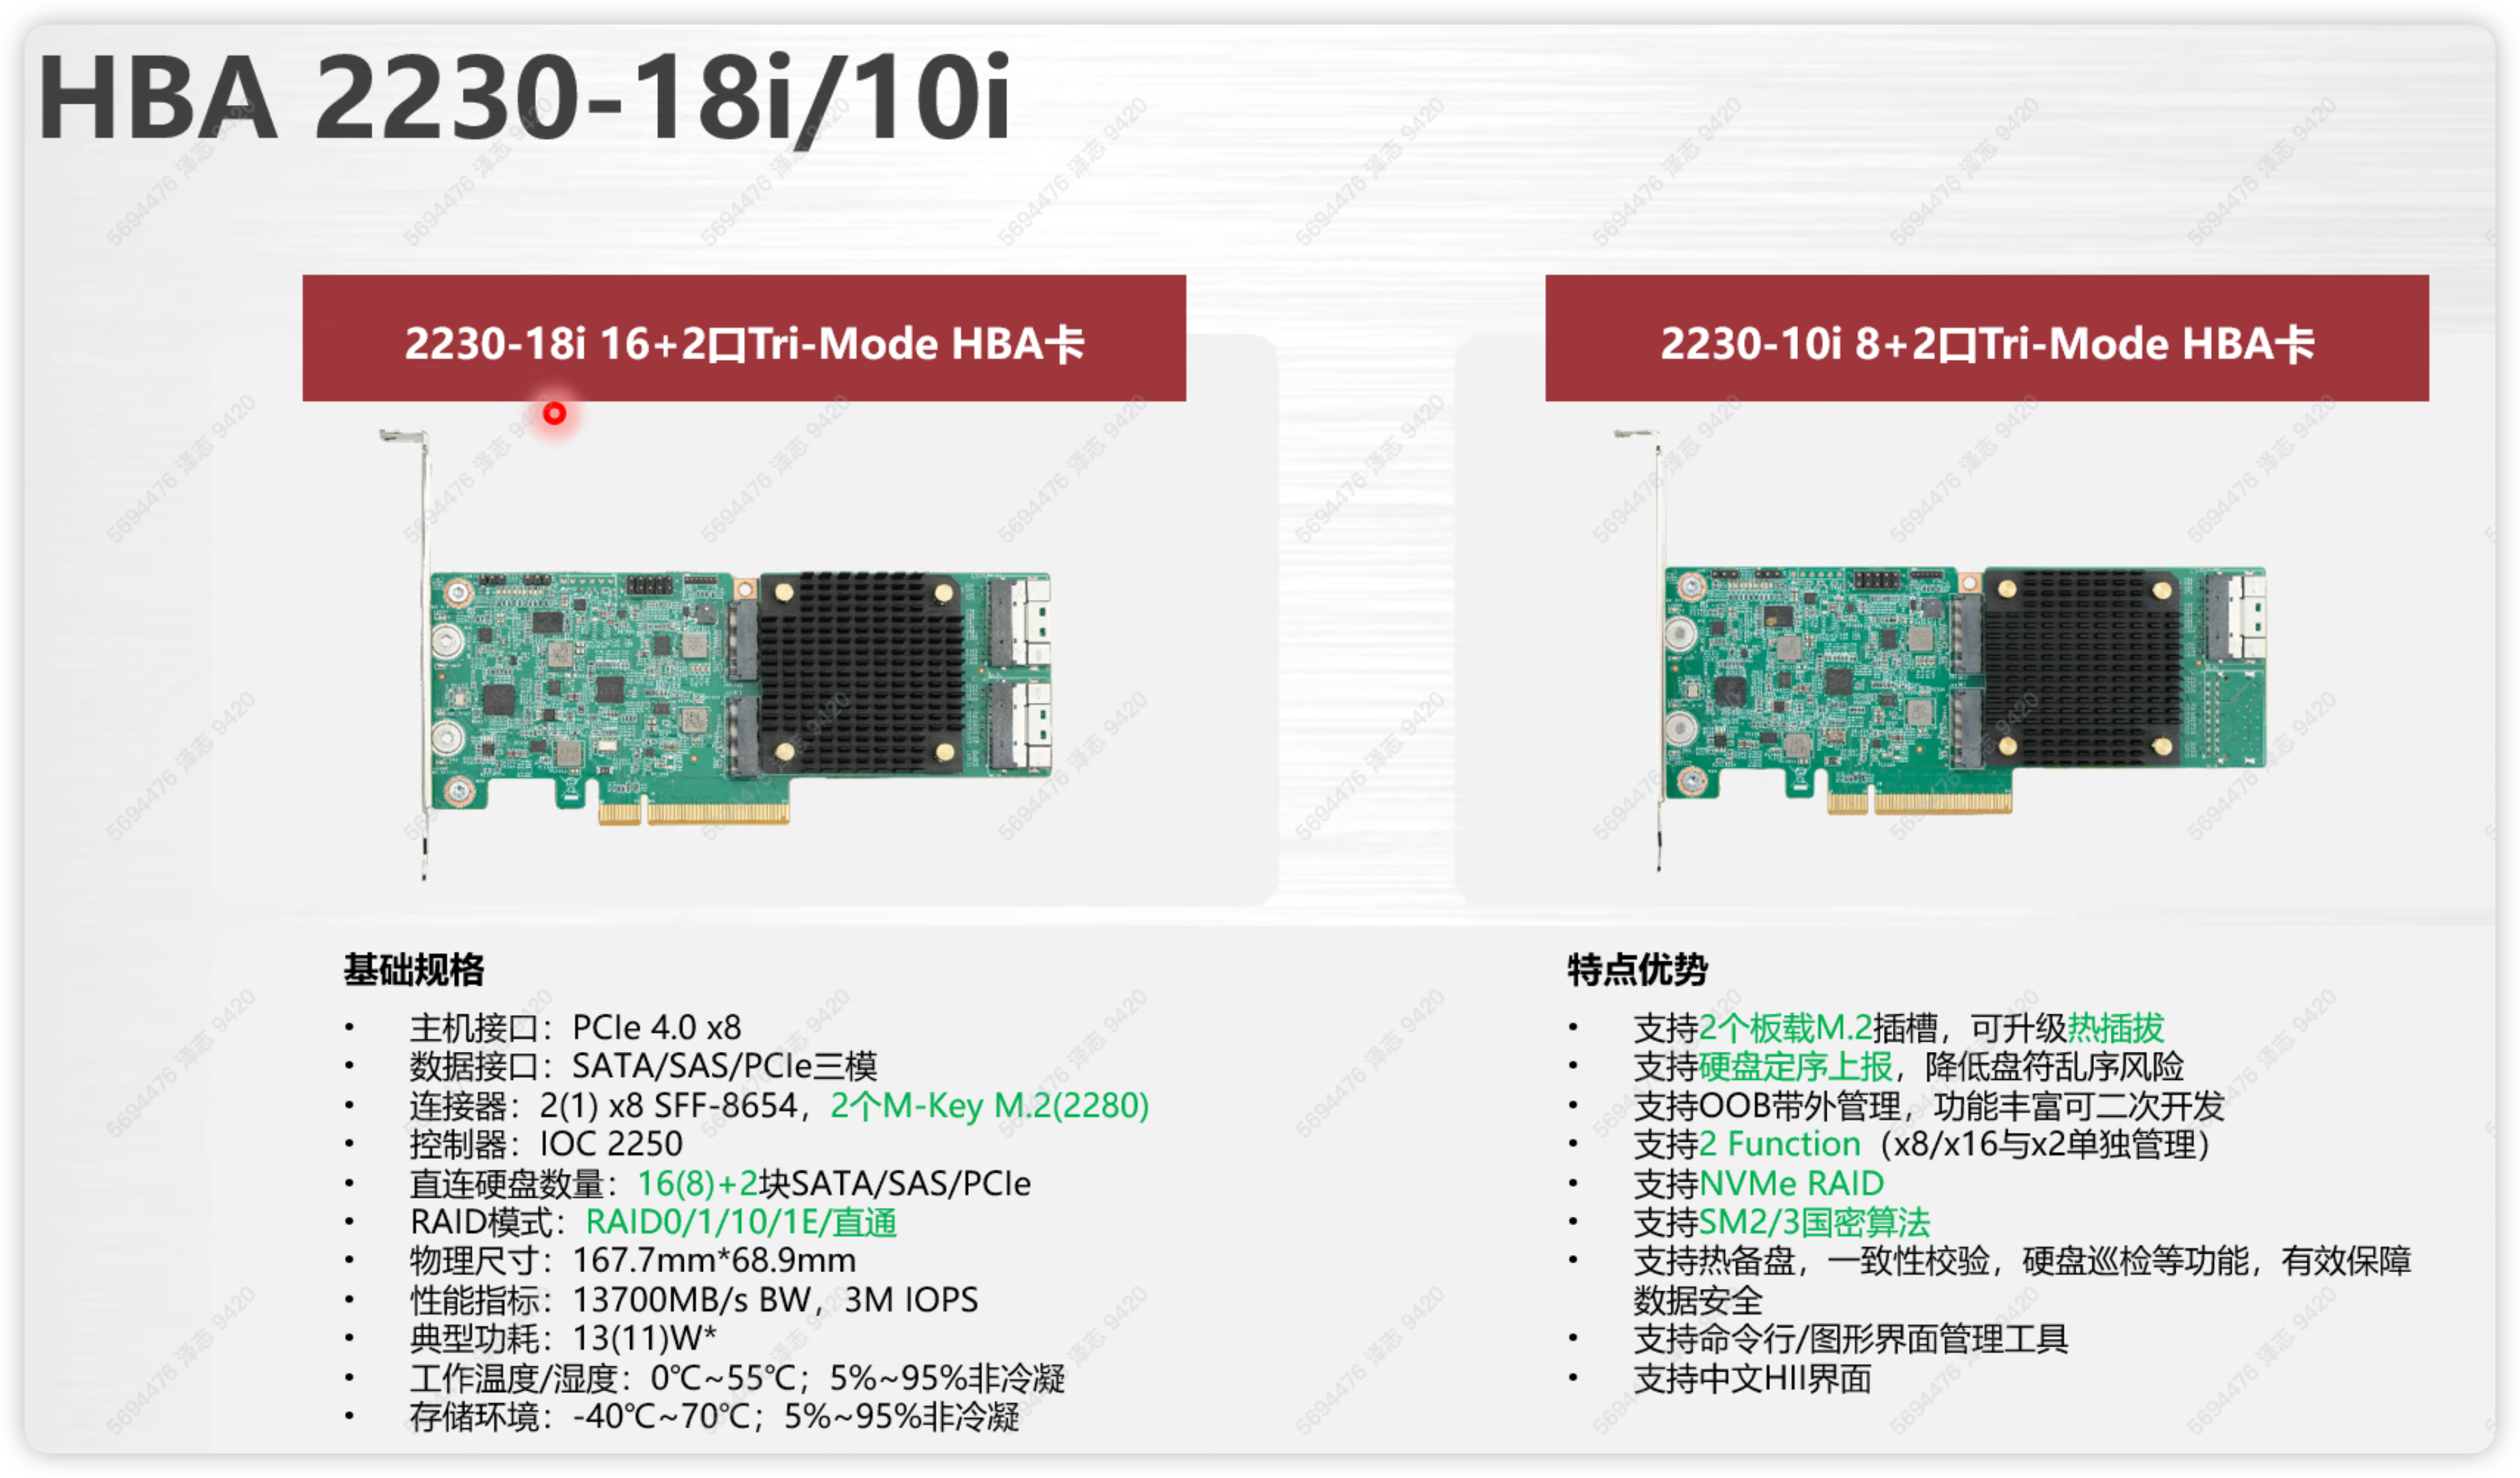 HBA 2230-18i/10i
2230-18i 16+2口Tri-Mode HBA卡
2230-10i 8+2口Tri-Mode HBA卡
基础规格
• 主机接口：PCIe 4.0 x8
• 数据接口：SATA/SAS/PCIe三模
• 连接器：2(1) x8 SFF-8654，2个M-Key M.2(2280)
• 控制器：IOC 2250
• 直连硬盘数量：16(8)+2块SATA/SAS/PCIe
• RAID模式：RAID0/1/10/1E/直通
• 物理尺寸：167.7mm*68.9mm
• 性能指标：13700MB/s BW，3M IOPS
• 典型功耗：13(11)W*
• 工作温度/湿度：0℃~55℃；5%~95%非冷凝
• 存储环境：-40℃~70℃；5%~95%非冷凝
特点优势
• 支持2个板载M.2插槽，可升级热插拔
• 支持硬盘定序上报，降低盘符乱序风险
• 支持OOB带外管理，功能丰富可二次开发
• 支持2 Function（x8/x16与x2单独管理）
• 支持NVMe RAID
• 支持SM2/3国密算法
• 支持热备盘，一致性校验，硬盘巡检等功能，有效保障
数据安全
• 支持命令行/图形界面管理工具
• 支持中文HII界面
5694476 泽志 9420